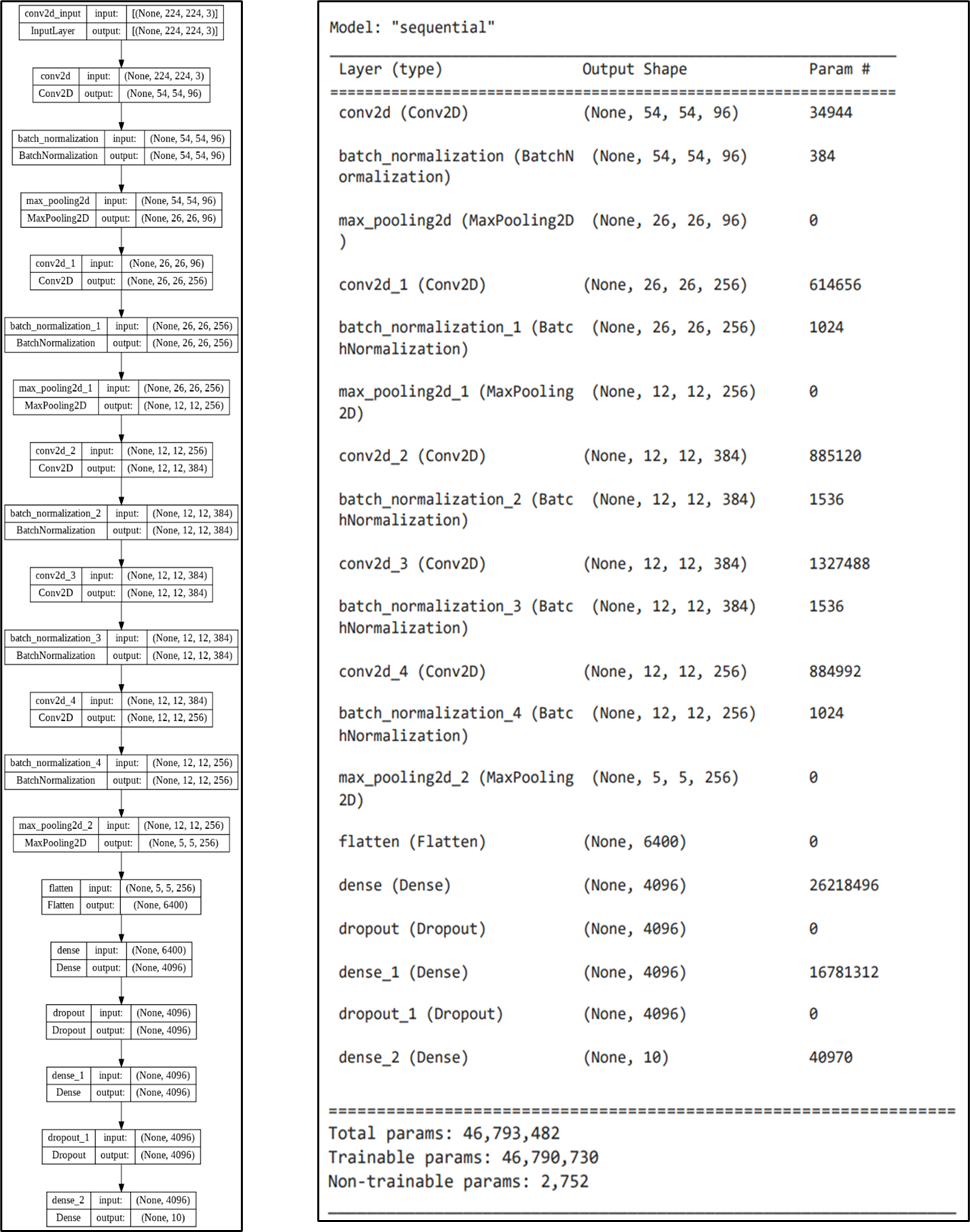 conv2d_input input: [(None, 224, 224, 3)]
InputLayer output: [(None, 224, 224, 3)]
conv2d input: (None, 224, 224, 3)
Conv2D output: (None, 54, 54, 96)
batch_normalization input: (None, 54, 54, 96)
BatchNormalization output: (None, 54, 54, 96)
max_pooling2d input: (None, 54, 54, 96)
MaxPooling2D output: (None, 26, 26, 96)
conv2d_1 input: (None, 26, 26, 96)
Conv2D output: (None, 26, 26, 256)
batch_normalization_1 input: (None, 26, 26, 256)
BatchNormalization output: (None, 26, 26, 256)
max_pooling2d_1 input: (None, 26, 26, 256)
MaxPooling2D output: (None, 12, 12, 256)
conv2d_2 input: (None, 12, 12, 256)
Conv2D output: (None, 12, 12, 384)
batch_normalization_2 input: (None, 12, 12, 384)
BatchNormalization output: (None, 12, 12, 384)
conv2d_3 input: (None, 12, 12, 384)
Conv2D output: (None, 12, 12, 384)
batch_normalization_3 input: (None, 12, 12, 384)
BatchNormalization output: (None, 12, 12, 384)
conv2d_4 input: (None, 12, 12, 384)
Conv2D output: (None, 12, 12, 256)
batch_normalization_4 input: (None, 12, 12, 256)
BatchNormalization output: (None, 12, 12, 256)
max_pooling2d_2 input: (None, 12, 12, 256)
MaxPooling2D output: (None, 5, 5, 256)
flatten input: (None, 5, 5, 256)
Flatten output: (None, 6400)
dense input: (None, 6400)
Dense output: (None, 4096)
dropout input: (None, 4096)
Dropout output: (None, 4096)
dense_1 input: (None, 4096)
Dense output: (None, 4096)
dropout_1 input: (None, 4096)
Dropout output: (None, 4096)
dense_2 input: (None, 4096)
Dense output: (None, 10)
Model: "sequential"
Layer (type) Output Shape Param #
conv2d (Conv2D) (None, 54, 54, 96) 34944
batch_normalization (BatchN (None, 54, 54, 96) 384
ormalization)
max_pooling2d (MaxPooling2D (None, 26, 26, 96) 0
)
conv2d_1 (Conv2D) (None, 26, 26, 256) 614656
batch_normalization_1 (Batc (None, 26, 26, 256) 1024
hNormalization)
max_pooling2d_1 (MaxPooling (None, 12, 12, 256) 0
2D)
conv2d_2 (Conv2D) (None, 12, 12, 384) 885120
batch_normalization_2 (Batc (None, 12, 12, 384) 1536
hNormalization)
conv2d_3 (Conv2D) (None, 12, 12, 384) 1327488
batch_normalization_3 (Batc (None, 12, 12, 384) 1536
hNormalization)
conv2d_4 (Conv2D) (None, 12, 12, 256) 884992
batch_normalization_4 (Batc (None, 12, 12, 256) 1024
hNormalization)
max_pooling2d_2 (MaxPooling (None, 5, 5, 256) 0
2D)
flatten (Flatten) (None, 6400) 0
dense (Dense) (None, 4096) 26218496
dropout (Dropout) (None, 4096) 0
dense_1 (Dense) (None, 4096) 16781312
dropout_1 (Dropout) (None, 4096) 0
dense_2 (Dense) (None, 10) 40970
Total params: 46,793,482
Trainable params: 46,790,730
Non-trainable params: 2,752